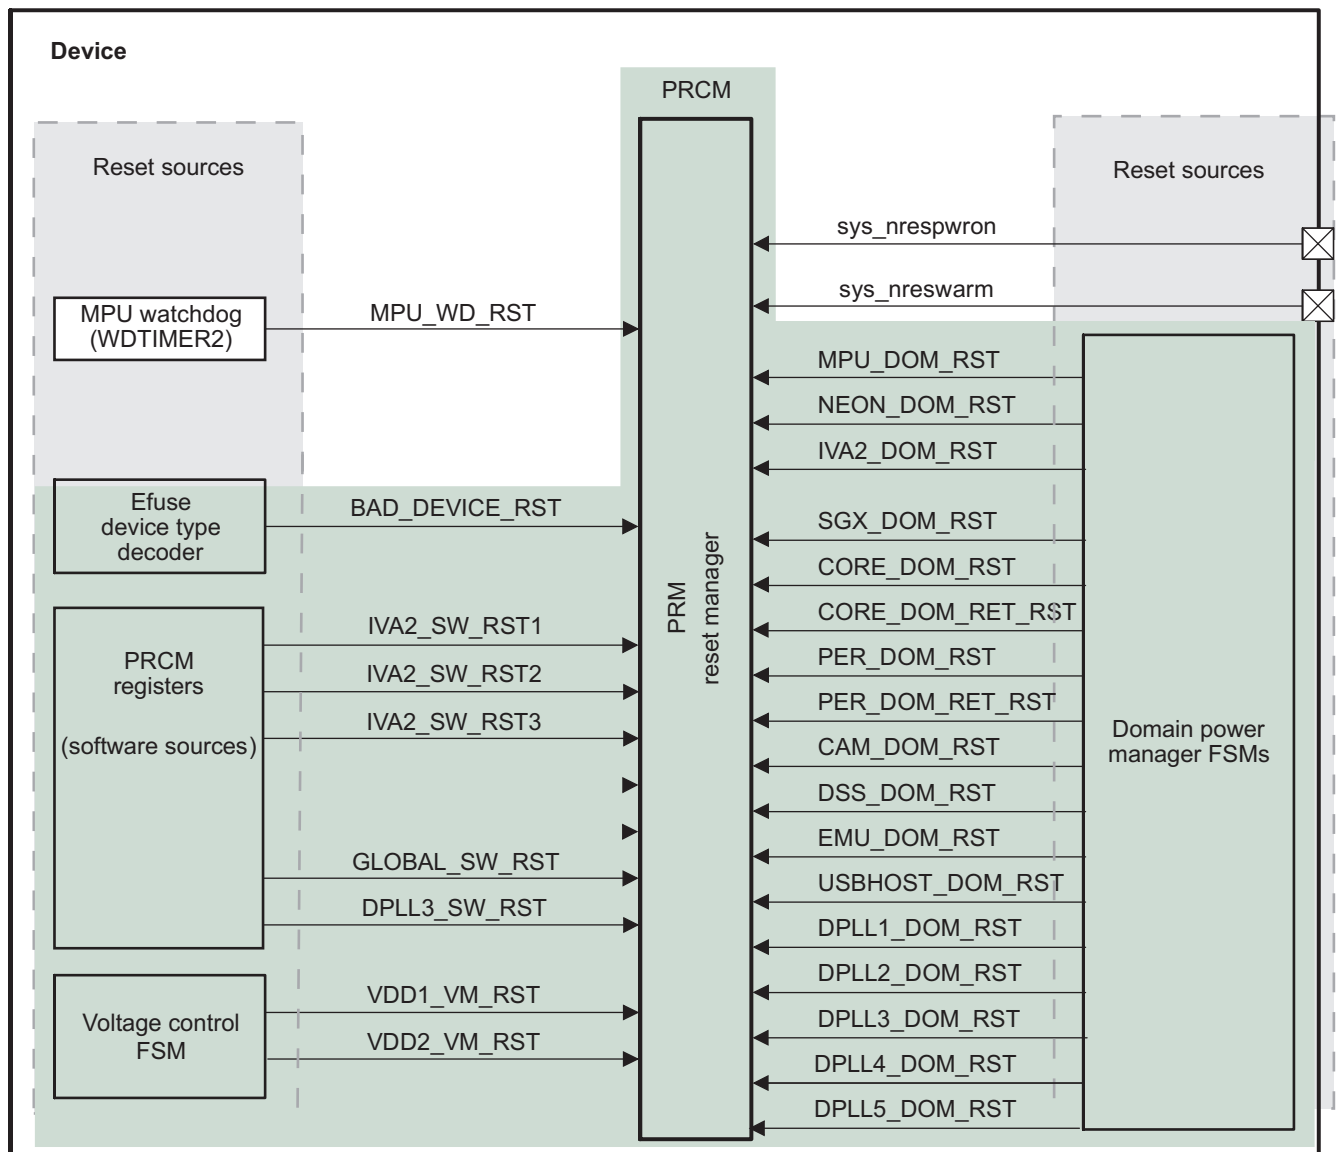 Device
PRCM
Reset sources
Reset sources
sys_nrespwron
sys_nreswarm
MPU watchdog
(WDTIMER2)
MPU_WD_RST
MPU_DOM_RST
NEON_DOM_RST
IVA2_DOM_RST
Efuse
device type
decoder
BAD_DEVICE_RST
SGX_DOM_RST
CORE_DOM_RST
CORE_DOM_RET_RST
PER_DOM_RST
PER_DOM_RET_RST
CAM_DOM_RST
DSS_DOM_RST
EMU_DOM_RST
USBHOST_DOM_RST
DPLL1_DOM_RST
DPLL2_DOM_RST
DPLL3_DOM_RST
DPLL4_DOM_RST
DPLL5_DOM_RST
PRM
reset manager
PRCM
registers
(software sources)
IVA2_SW_RST1
IVA2_SW_RST2
IVA2_SW_RST3
GLOBAL_SW_RST
DPLL3_SW_RST
Domain power
manager FSMs
Voltage control
FSM
VDD1_VM_RST
VDD2_VM_RST